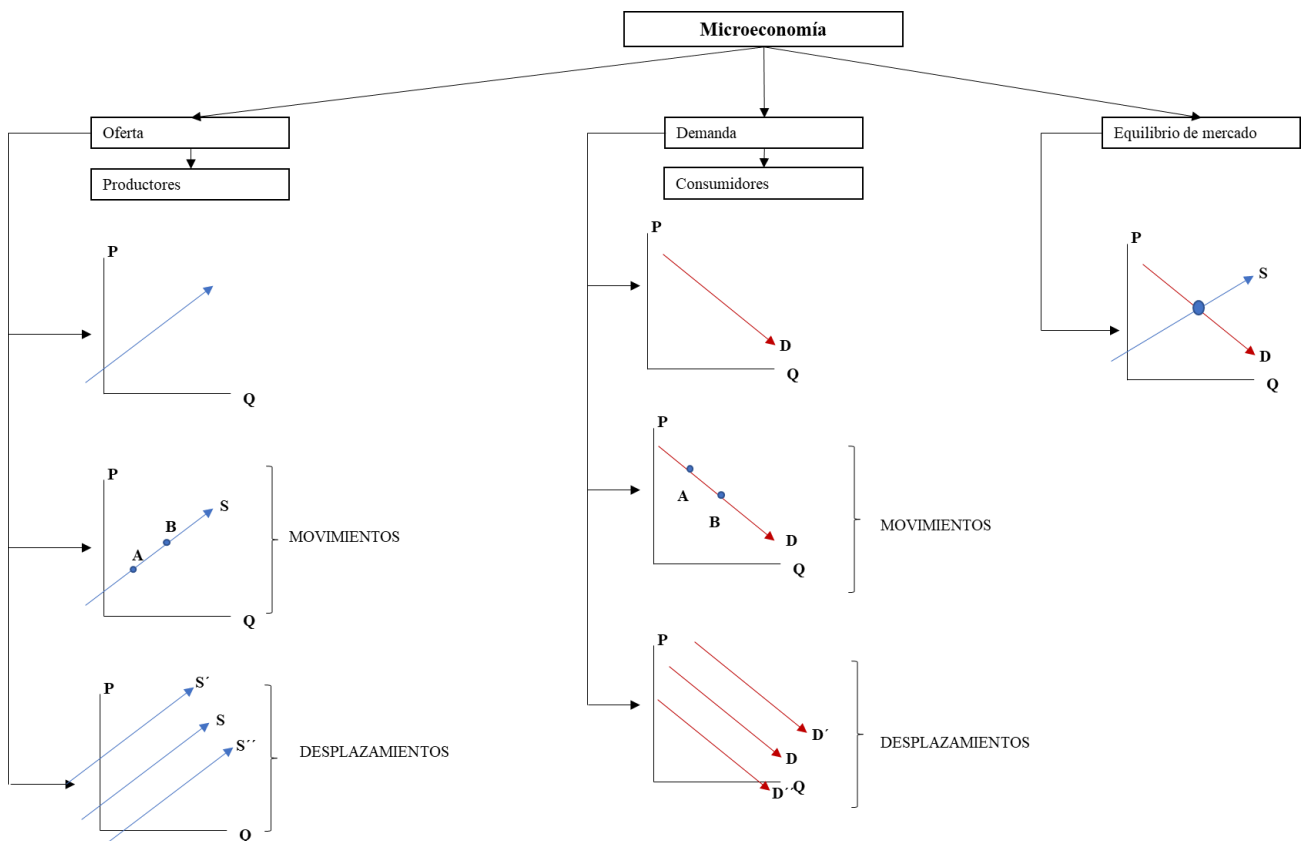 Microeconomía
Oferta
Demanda
Equilibrio de mercado
Productores
Consumidores
P
Q
P
D
Q
P
S
D
Q
P
S
B
A
Q
MOVIMIENTOS
P
A
B
D
Q
MOVIMIENTOS
P
S´
S
S´´
Q
DESPLAZAMIENTOS
P
D´
D
Q
D´´
DESPLAZAMIENTOS